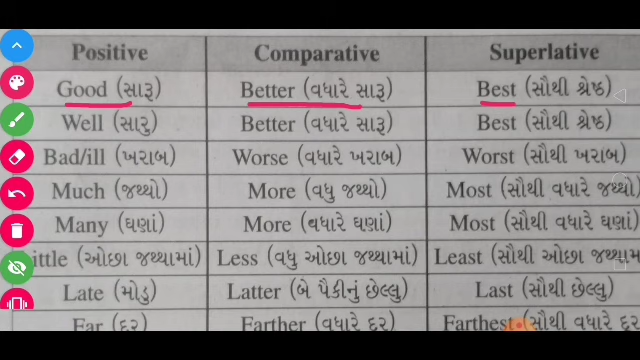 Positive Comparative Superlative
Good (સારૂ) Better (વધારે સારૂ) Best (સૌથી શ્રેષ્ઠ)
Well (સારુ) Better (વધારે સારૂ) Best (સૌથી શ્રેષ્ઠ)
Bad/ill (ખરાબ) Worse (વધારે ખરાબ) Worst (સૌથી ખરાબ)
Much (જથ્થો) More (વધુ જથ્થો) Most (સૌથી વધારે જથ્થો)
Many (ઘણાં) More (વધારે ઘણાં) Most (સૌથી વધારે ઘણાં)
ittle (ઓછા જથ્થામાં) Less (વધુ ઓછા જથ્થામાં) Least (સૌથી ઓછા જથ્થામ
Late (મોડુ) Latter (બે પૈકીનું છેલ્લુ) Last (સૌથી છેલ્લુ)
Far (દૂર) Farther (વધારે દૂર) Farthest (સૌથી વધારે દૂર